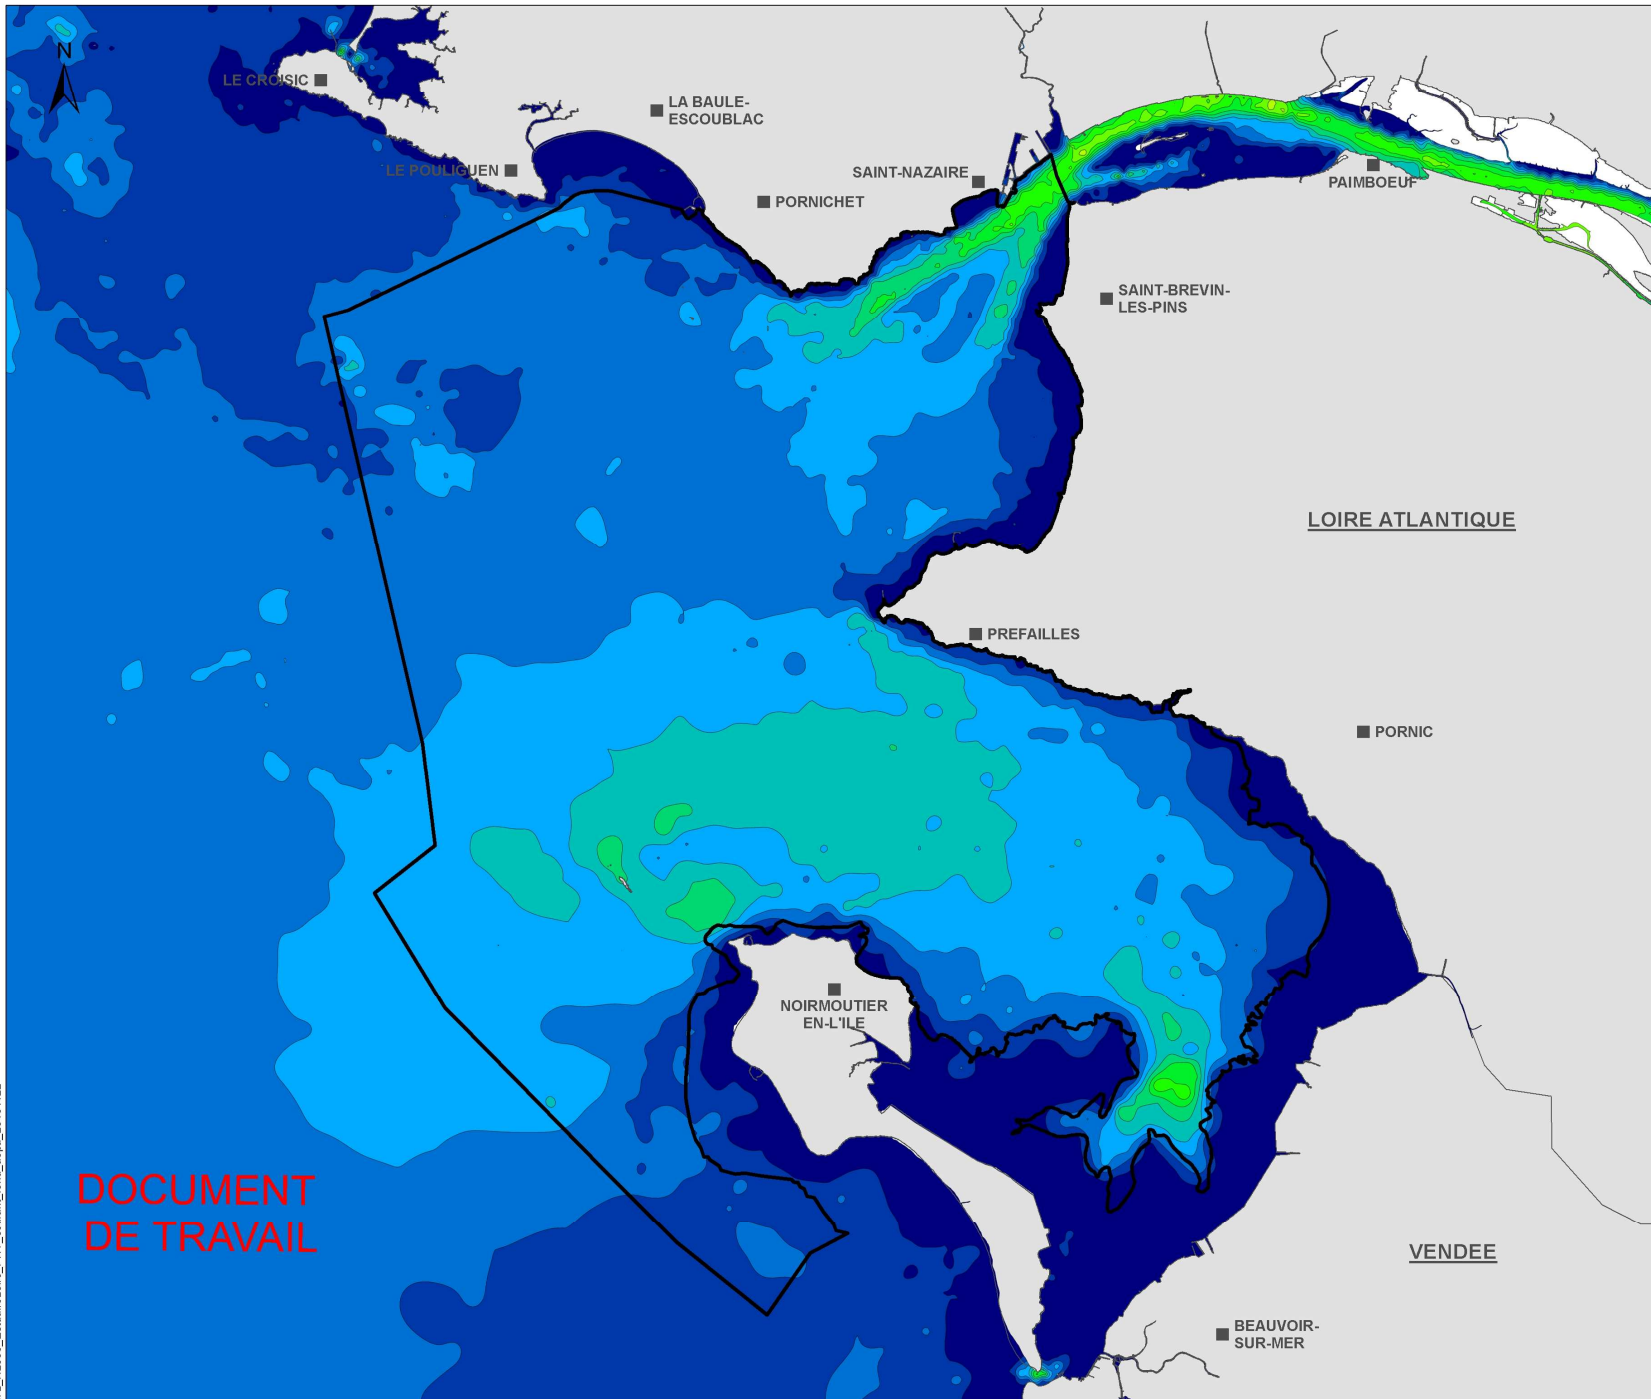 N
LE CROISIC
LA BAULE-
ESCOUBLAC
LE POULIGUEN
PORNICHET
SAINT-NAZAIRE
PAIMBOEUF
SAINT-BREVIN-
LES-PINS
LOIRE ATLANTIQUE
PREFAILLES
PORNIC
NOIRMOUTIER
EN-L'ILE
DOCUMENT
DE TRAVAIL
VENDEE
BEAUVOIR-
SUR-MER